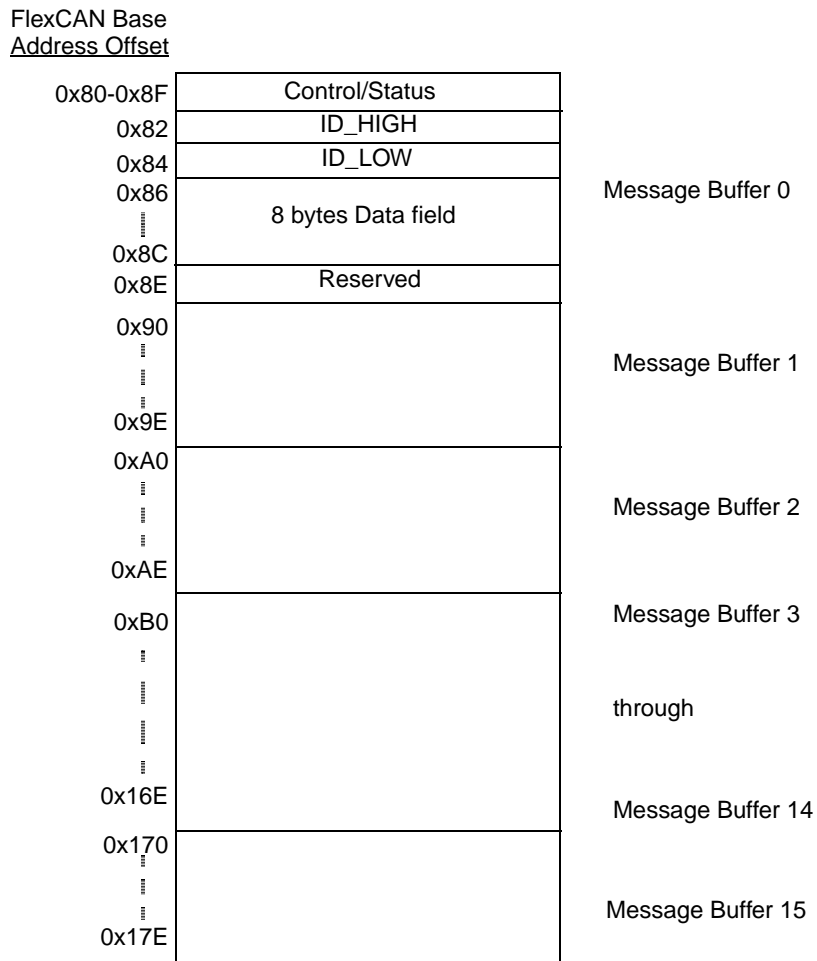 FlexCAN Base
Address Offset
0x80-0x8F
Control/Status
0x82
ID_HIGH
0x84
ID_LOW
0x86
8 bytes Data field
Message Buffer 0
0x8C
0x8E
Reserved
0x90
Message Buffer 1
0x9E
0xA0
Message Buffer 2
0xAE
0xB0
Message Buffer 3
through
0x16E
Message Buffer 14
0x170
Message Buffer 15
0x17E